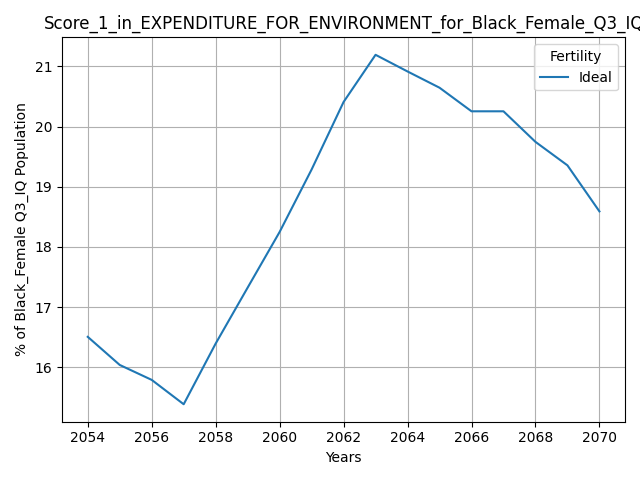 Score_1_in_EXPENDITURE_FOR_ENVIRONMENT_for_Black_Female_Q3_IQ
Fertility
Ideal
% of Black_Female Q3_IQ Population
21
20
19
18
17
16
2054 2056 2058 2060 2062 2064 2066 2068 2070
Years